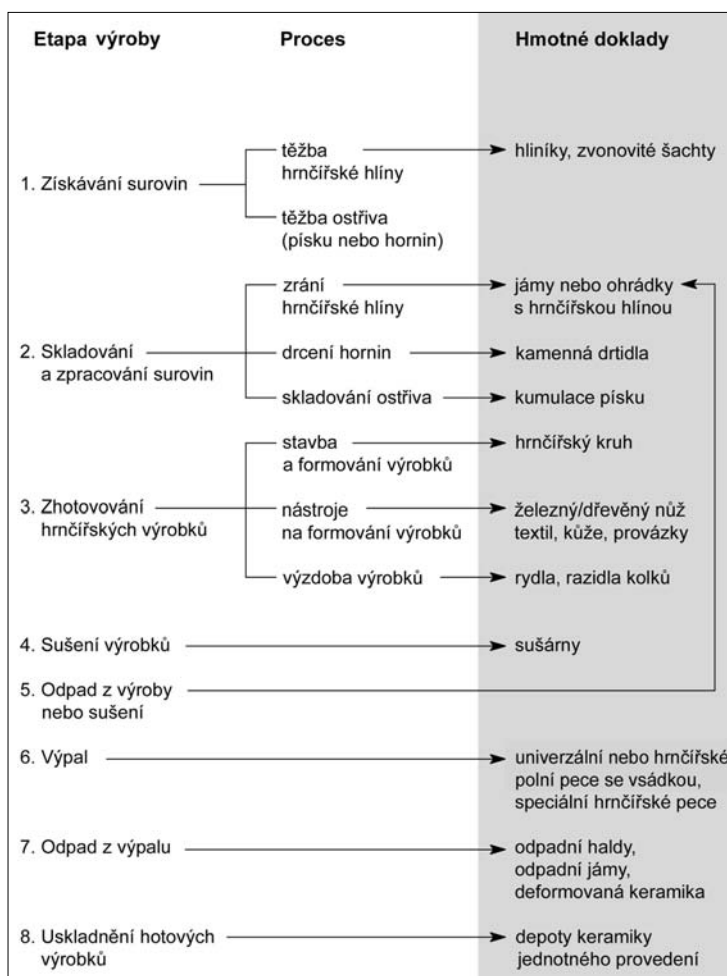 Etapa výroby Proces Hmotné doklady
těžba hliníky, zvonovité šachty
hrnčířské hlíny
1. Získávání surovin
těžba ostřiva
(písku nebo hornin)
zrání jámy nebo ohrádky
hrnčířské hlíny s hrnčířskou hlínou
2. Skladování drcení hornin kamenná drtidla
a zpracování surovin
skladování ostřiva kumulace písku
stavba hrnčířský kruh
a formování výrobků
3. Zhotovování nástroje železný/dřevěný nůž
hrnčířských výrobků na formování výrobků textil, kůže, provázky
výzdoba výrobků rydla, razidla kolků
4. Sušení výrobků sušárny
5. Odpad z výroby
nebo sušení
6. Výpal univerzální nebo hrnčířské
polní pece se vsádkou,
speciální hrnčířské pece
7. Odpad z výpalu odpadní haldy,
odpadní jámy,
deformovaná keramika
8. Uskladnění hotových depoty keramiky
výrobků jednotného provedení